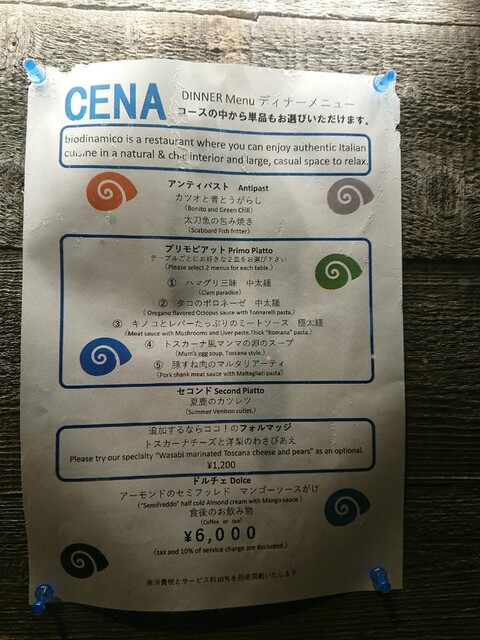 CENA
DINNER Menu ディナーメニュー
コースの中から単品もお選びいただけます。
biodinamico is a restaurant where you can enjoy authentic Italian
cuisine in a natural & chic interior and large, casual space to relax.
アンティパスト Antipast
カツオと青とうがらし
(Bonito and Green Chili)
太刀魚の包み焼き
(Scabbard Fish fritter)
プリモピアット Primo Piatto
テーブルごとにお好きな2皿をお選び下さい
(Please select 2 menus for each table.)
① ハマグリ三味 中太麺
(Clam paradise)
② タコのボロネーゼ 中太麺
( Oregano flavored Octopus sauce with Tonnarelli pasta.)
③ キノコとレバーたっぷりのミートソース 極太麺
(Meat sauce with Mushrooms and Liver paste.Thick "Romana" pasta.)
④ トスカーナ風マンマの卵のスープ
(Mum's egg soup, Toscana style.)
⑤ 豚すね肉のマルタリアーティ
(Pork shank meat sauce with Maltagliati pasta)
セコンド Second Piatto
夏鹿のカツレツ
(Summer Venison cutlet.)
追加するならココ！のフォルマッジ
トスカーナチーズと洋梨のわさびあえ
Please try our specialty "Wasabi marinated Toscana cheese and pears" as an optional.
¥1,200
ドルチェ Dolce
アーモンドのセミフレッド マンゴーソースがけ
("Semifreddo" half cold Almond cream with Mango sauce )
食後のお飲み物
(Coffee or tea)
¥6,000
(tax and 10% of service charge are excluded.)
※消費税とサービス料10%を別途頂戴いたします